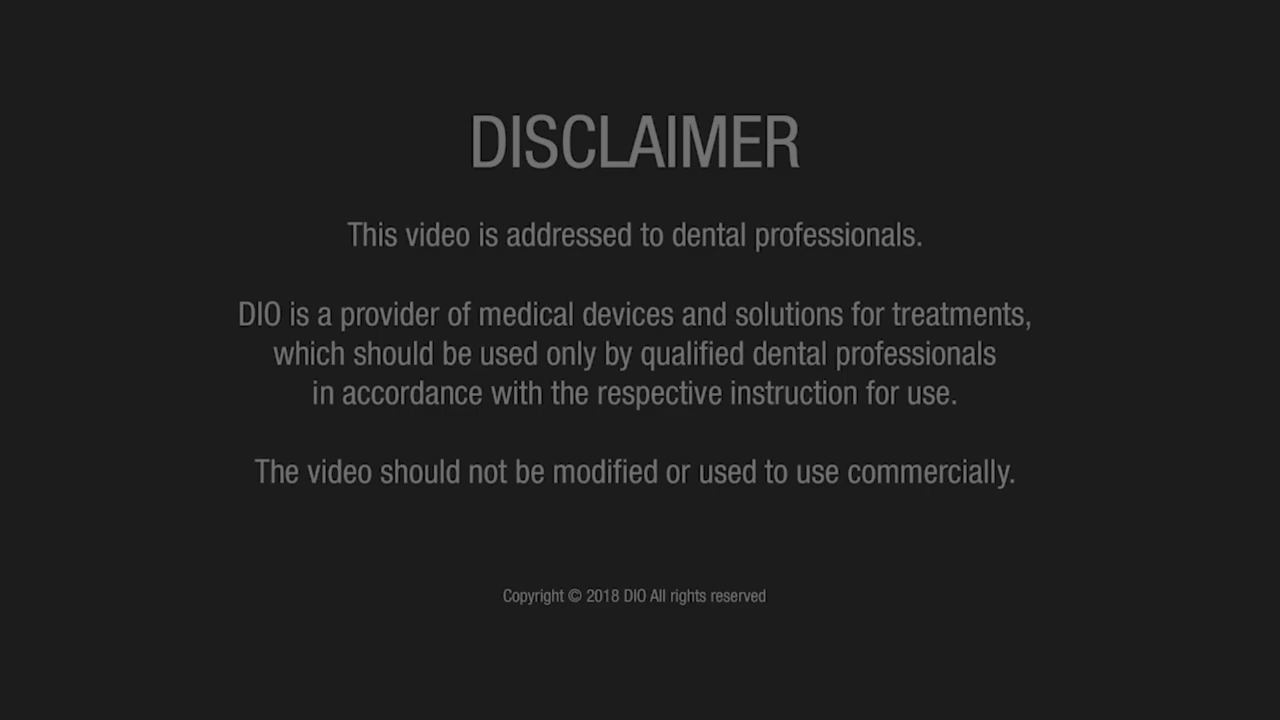 DISCLAIMER
This video is addressed to dental professionals.
DIO is a provider of medical devices and solutions for treatments,
which should be used only by qualified dental professionals
in accordance with the respective instruction for use.
The video should not be modified or used to use commercially.
Copyright © 2018 DIO All rights reserved